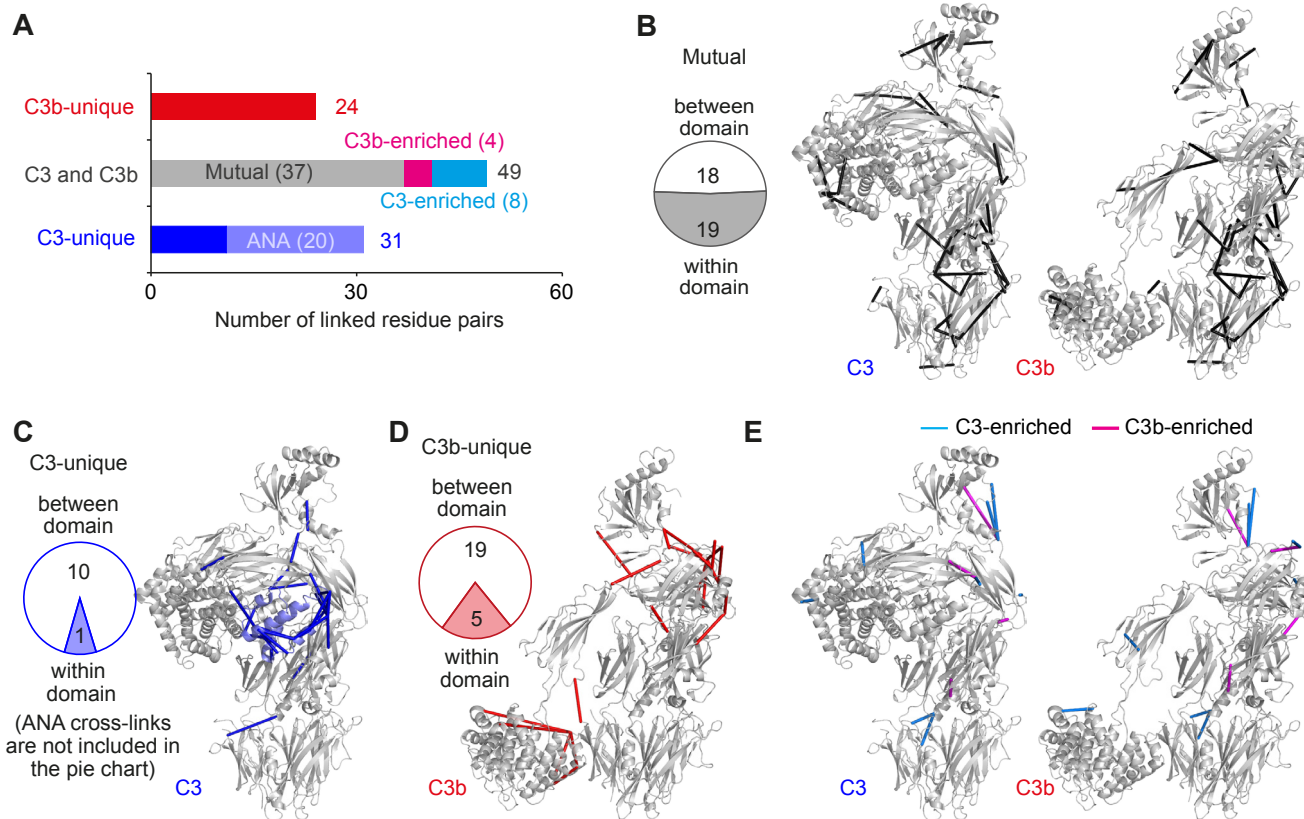 A
C3b-unique
24
C3b-enriched (4)
C3 and C3b
Mutual (37)
49
C3-enriched (8)
C3-unique
ANA (20)
31
0
30
60
Number of linked residue pairs
B
Mutual
between
domain
18
19
within
domain
C3
C3b
C
C3-unique
between
domain
10
1
within
domain
(ANA cross-links
are not included in
the pie chart)
C3
D
C3b-unique
between
domain
19
5
within
domain
C3b
E
C3-enriched
C3b-enriched
C3
C3b